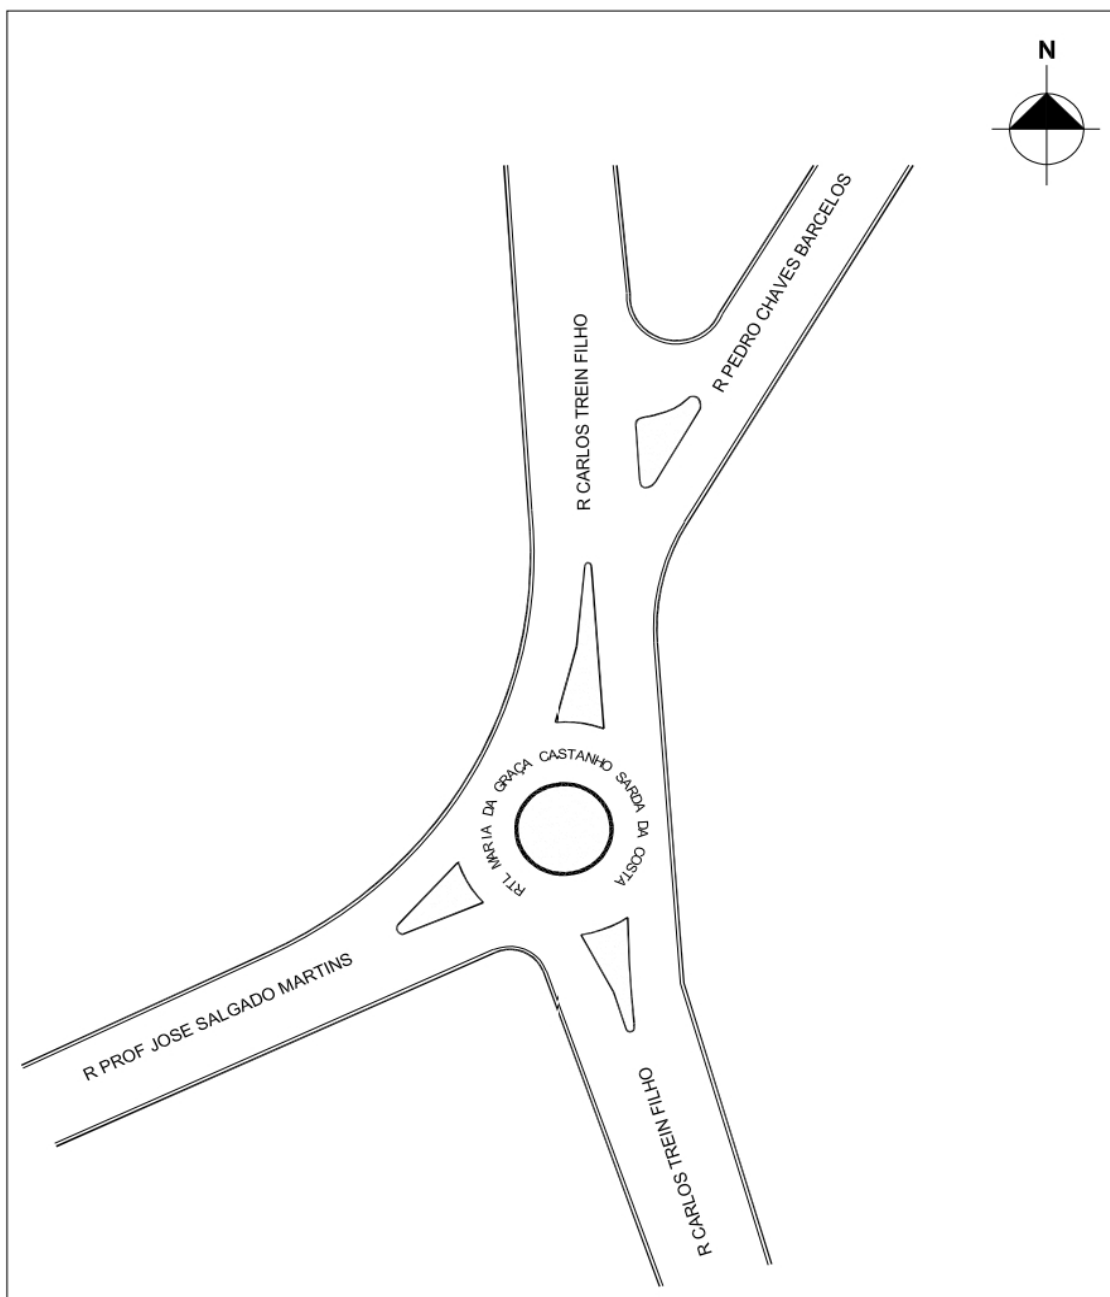 N
R PEDRO CHAVES BARCELOS
R CARLOS TREIN FILHO
RTL MARIA DA GRAÇA CASTANHO SARDA DA COSTA
R PROF JOSE SALGADO MARTINS
R CARLOS TREIN FILHO